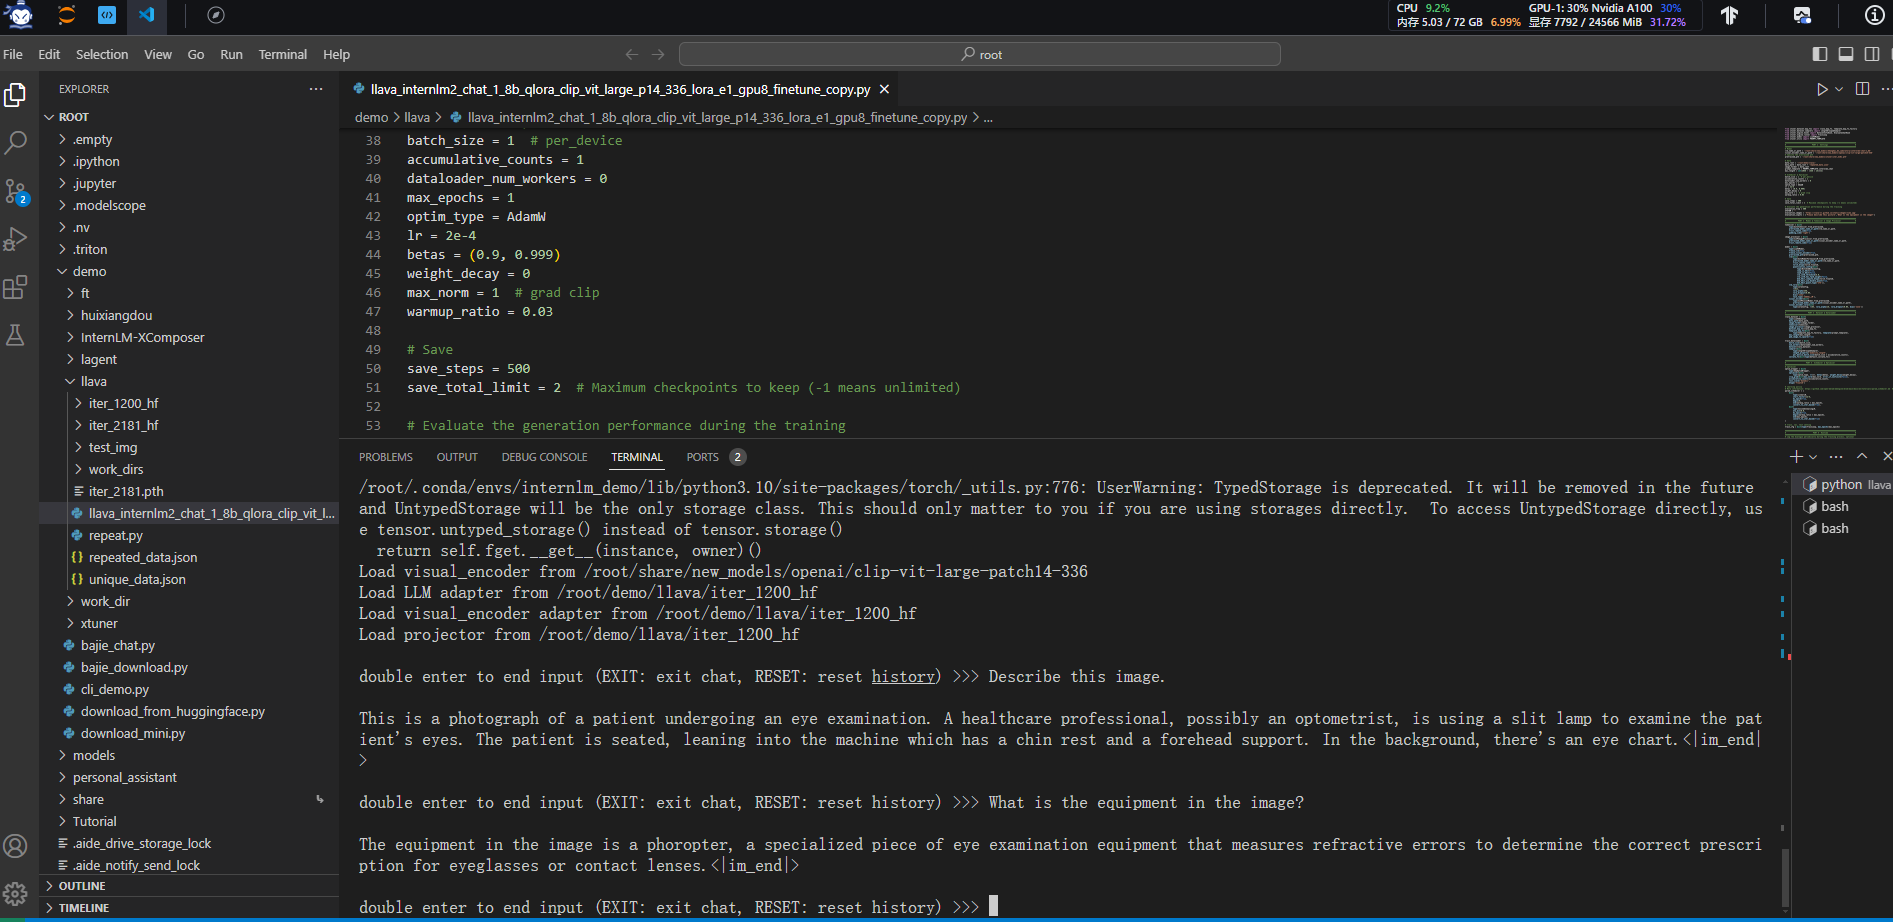 CPU 9.2% GPU-1: 30% Nvidia A100 30%
内存 5.03 / 72 GB 6.99% 显存 7792 / 24566 MiB 31.72%
File Edit Selection View Go Run Terminal Help
root
EXPLORER
llava_internlm2_chat_1_8b_qlora_clip_vit_large_p14_336_lora_e1_gpu8_finetune_copy.py
demo > llava > llava_internlm2_chat_1_8b_qlora_clip_vit_large_p14_336_lora_e1_gpu8_finetune_copy.py > ...
ROOT
.empty
.ipython
.jupyter
.modelscope
.nv
.triton
demo
ft
huixiangdou
InternLM-XComposer
lagent
llava
iter_1200_hf
iter_2181_hf
test_img
work_dirs
iter_2181.pth
llava_internlm2_chat_1_8b_qlora_clip_vit_l...
repeat.py
repeated_data.json
unique_data.json
work_dir
xtuner
bajie_chat.py
bajie_download.py
cli_demo.py
download_from_huggingface.py
download_mini.py
models
personal_assistant
share
Tutorial
.aide_drive_storage_lock
.aide_notify_send_lock
OUTLINE
TIMELINE
2
38 batch_size = 1  # per_device
39 accumulative_counts = 1
40 dataloader_num_workers = 0
41 max_epochs = 1
42 optim_type = AdamW
43 lr = 2e-4
44 betas = (0.9, 0.999)
45 weight_decay = 0
46 max_norm = 1  # grad clip
47 warmup_ratio = 0.03
48
49 # Save
50 save_steps = 500
51 save_total_limit = 2  # Maximum checkpoints to keep (-1 means unlimited)
52
53 # Evaluate the generation performance during the training
PROBLEMS OUTPUT DEBUG CONSOLE TERMINAL PORTS 2
/root/.conda/envs/internlm_demo/lib/python3.10/site-packages/torch/_utils.py:776: UserWarning: TypedStorage is deprecated. It will be removed in the future
and UntypedStorage will be the only storage class. This should only matter to you if you are using storages directly.  To access UntypedStorage directly, us
e tensor.untyped_storage() instead of tensor.storage()
return self.fget.__get__(instance, owner)()
Load visual_encoder from /root/share/new_models/openai/clip-vit-large-patch14-336
Load LLM adapter from /root/demo/llava/iter_1200_hf
Load visual_encoder adapter from /root/demo/llava/iter_1200_hf
Load projector from /root/demo/llava/iter_1200_hf
double enter to end input (EXIT: exit chat, RESET: reset history) >>> Describe this image.
This is a photograph of a patient undergoing an eye examination. A healthcare professional, possibly an optometrist, is using a slit lamp to examine the pat
ient's eyes. The patient is seated, leaning into the machine which has a chin rest and a forehead support. In the background, there's an eye chart.<|im_end|
>
double enter to end input (EXIT: exit chat, RESET: reset history) >>> What is the equipment in the image?
The equipment in the image is a phoropter, a specialized piece of eye examination equipment that measures refractive errors to determine the correct prescri
ption for eyeglasses or contact lenses.<|im_end|>
double enter to end input (EXIT: exit chat, RESET: reset history) >>>
python llava
bash
bash